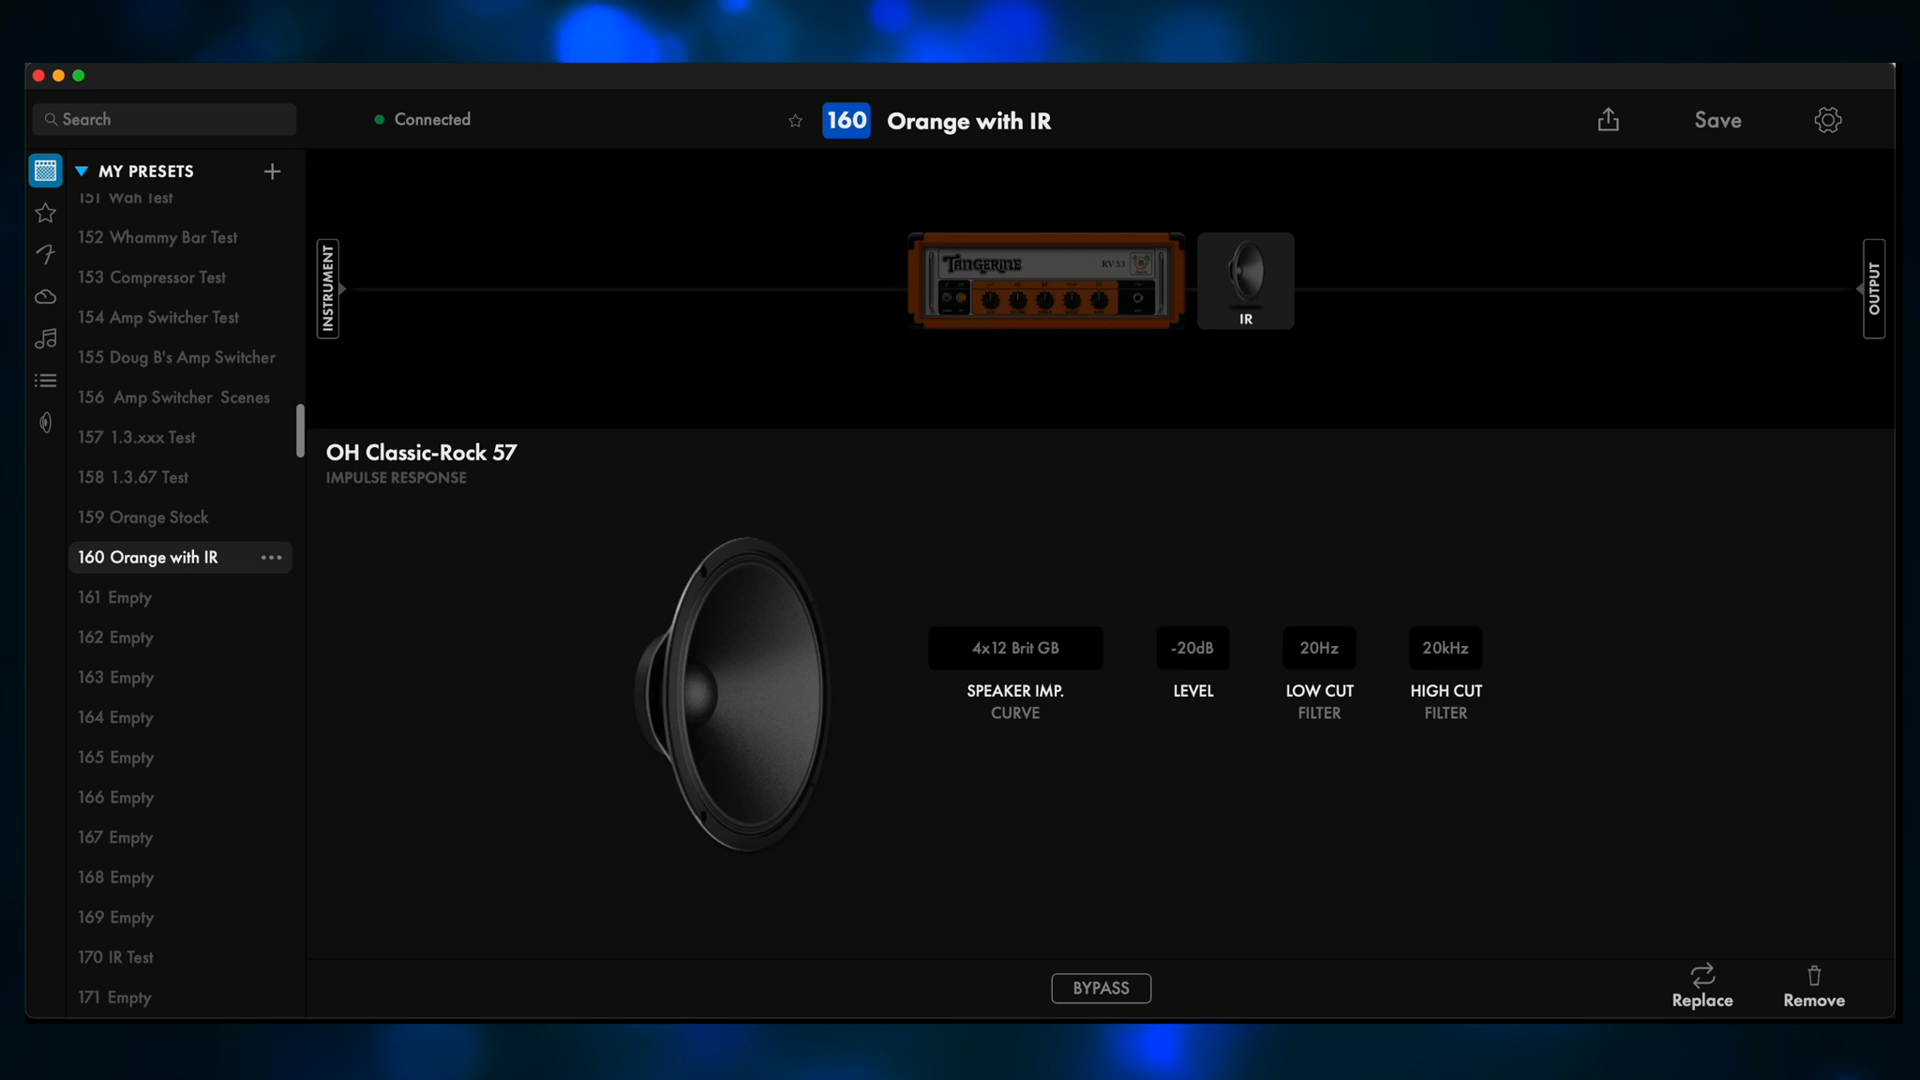 Search
Connected
160 Orange with IR
Save
MY PRESETS
151 Wah Test
152 Whammy Bar Test
153 Compressor Test
154 Amp Switcher Test
155 Doug B's Amp Switcher
156 Amp Switcher Scenes
157 1.3.xxx Test
158 1.3.67 Test
159 Orange Stock
160 Orange with IR
161 Empty
162 Empty
163 Empty
164 Empty
165 Empty
166 Empty
167 Empty
168 Empty
169 Empty
170 IR Test
171 Empty
INSTRUMENT
TANGERINE
RV55
IR
OUTPUT
OH Classic-Rock 57
IMPULSE RESPONSE
4x12 Brit GB
SPEAKER IMP.
CURVE
-20dB
LEVEL
20Hz
LOW CUT
FILTER
20kHz
HIGH CUT
FILTER
BYPASS
Replace
Remove